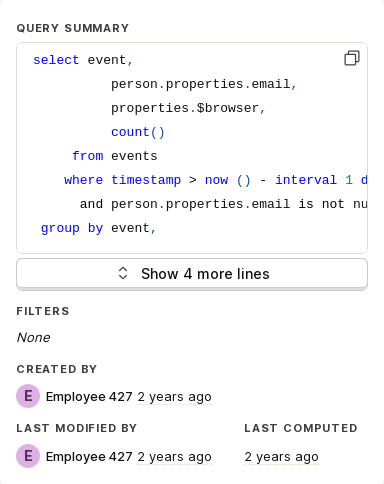 QUERY SUMMARY
select event,
person.properties.email,
properties.$browser,
count()
from events
where timestamp > now () - interval 1 d
and person.properties.email is not nu
group by event,
Show 4 more lines
FILTERS
None
CREATED BY
E Employee 427 2 years ago
LAST MODIFIED BY LAST COMPUTED
E Employee 427 2 years ago 2 years ago